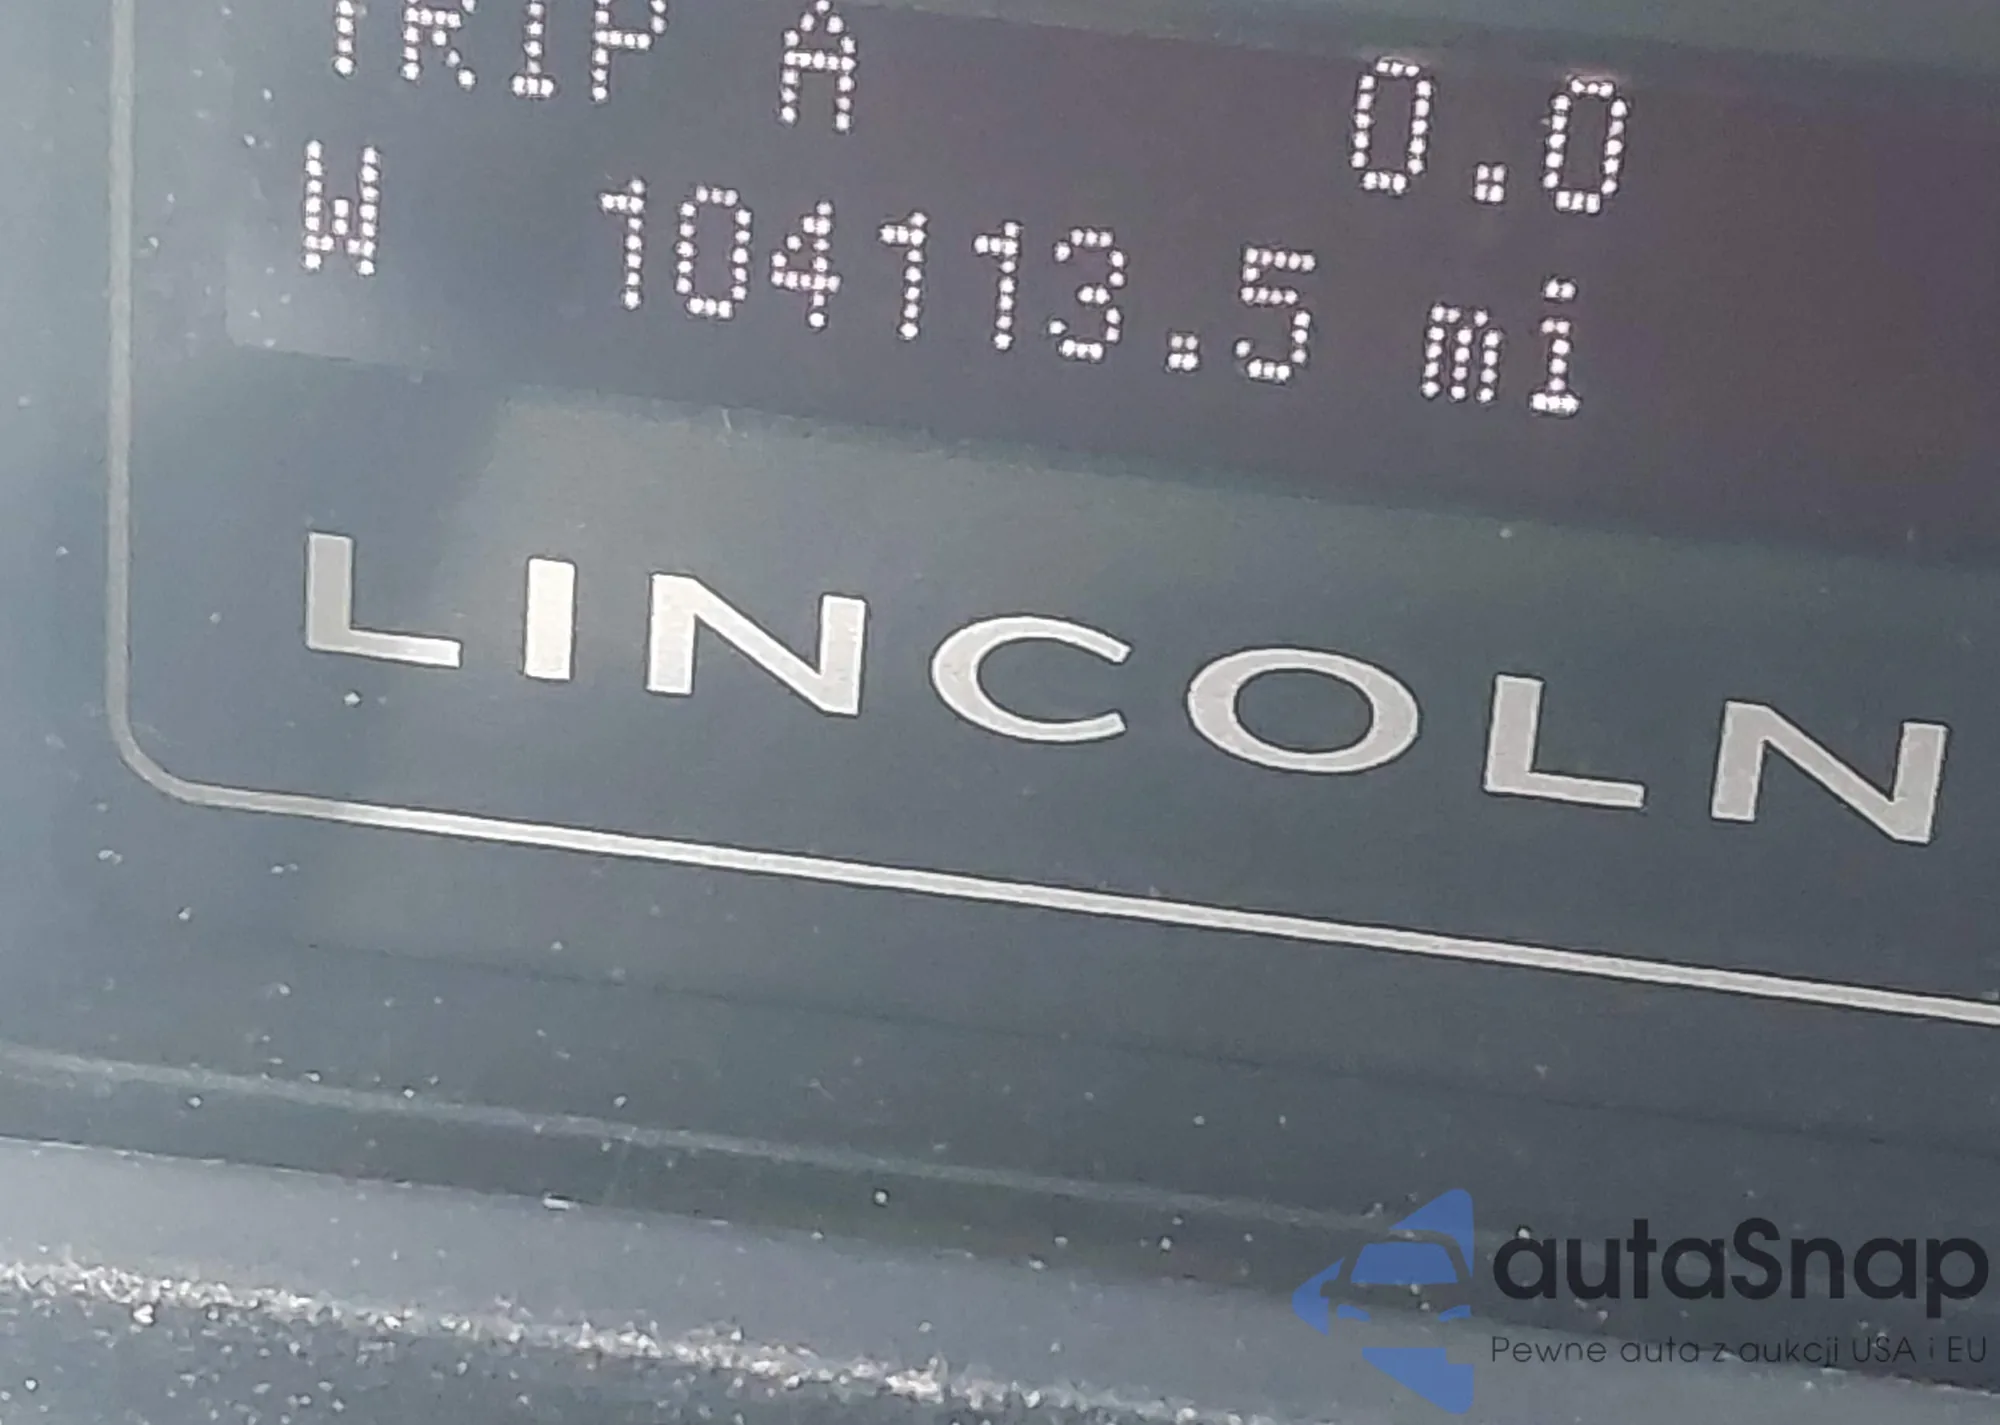 TRIP A 0.0
W 104113.5 mi
LINCOLN
autaSnap
Pewne auta z aukcji USA i EU